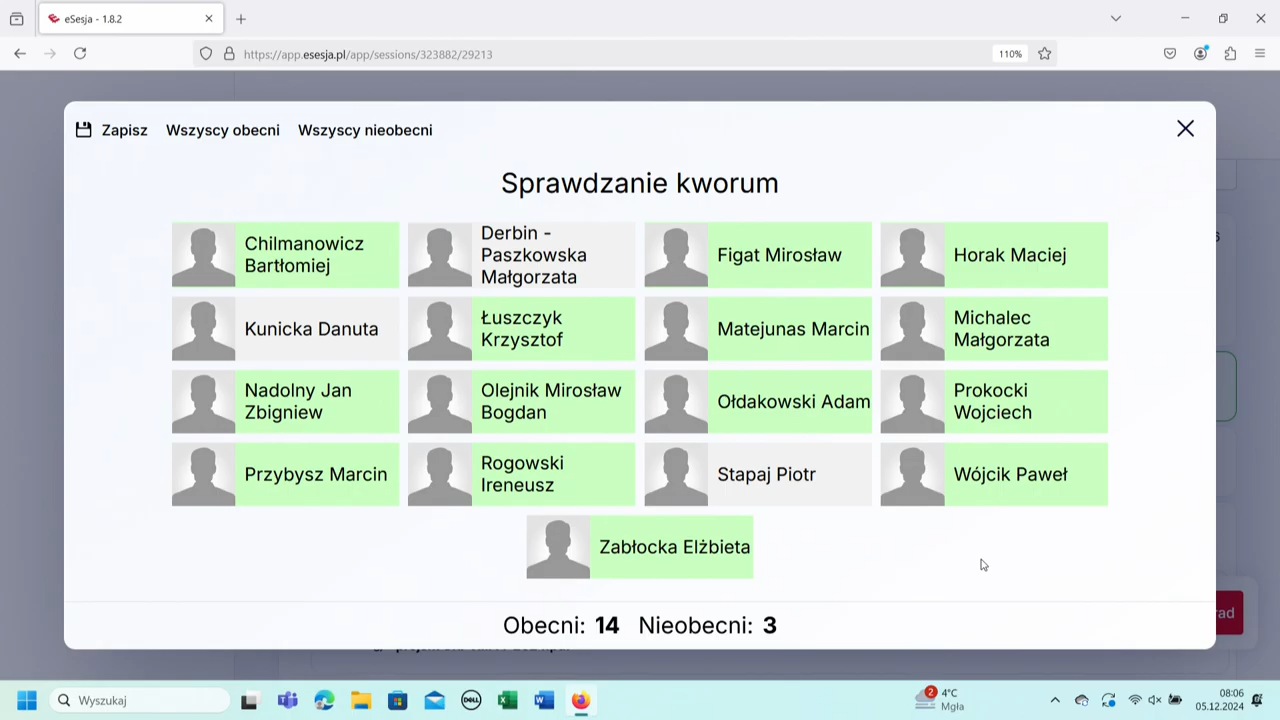 eSesja - 1.8.2
https://app.esesja.pl/app/sessions/323882/29213
110%
Zapisz Wszyscy obecni Wszyscy nieobecni
Sprawdzanie kworum
Chilmanowicz
Bartłomiej
Derbin -
Paszkowska
Małgorzata
Figat Mirosław
Horak Maciej
Kunicka Danuta
Łuszczyk
Krzysztof
Matejunas Marcin
Michalec
Małgorzata
Nadolny Jan
Zbigniew
Olejnik Mirosław
Bogdan
Ołdakowski Adam
Prokocki
Wojciech
Przybysz Marcin
Rogowski
Ireneusz
Stapaj Piotr
Wójcik Paweł
Zabłocka Elżbieta
Obecni: 14 Nieobecni: 3
rad
Wyszukaj
DELL
2
4°C
Mgła
08:06
05.12.2024